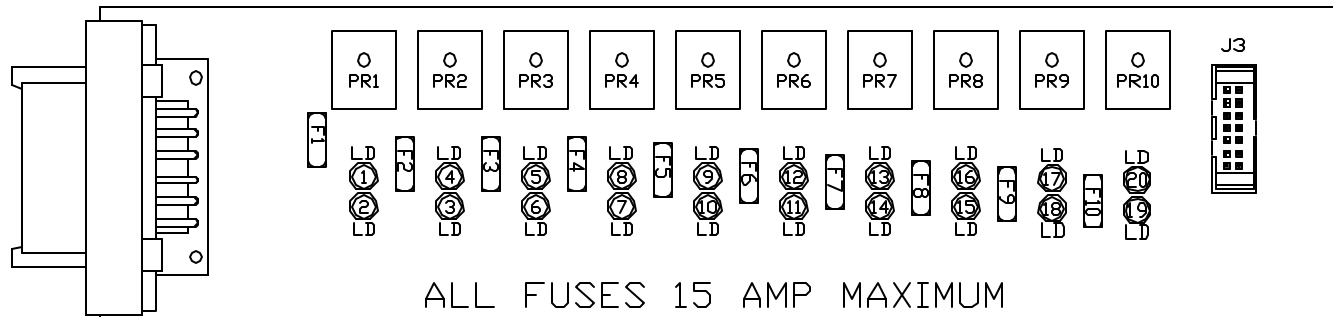 J3
PR1 PR2 PR3 PR4 PR5 PR6 PR7 PR8 PR9 PR10
F1 F2 F3 F4 F5 F6 F7 F8 F9 F10
LD LD LD LD LD LD LD LD LD LD
1 4 5 8 9 12 13 16 17 20
2 3 6 7 10 11 14 15 18 19
LD LD LD LD LD LD LD LD LD LD
ALL FUSES 15 AMP MAXIMUM